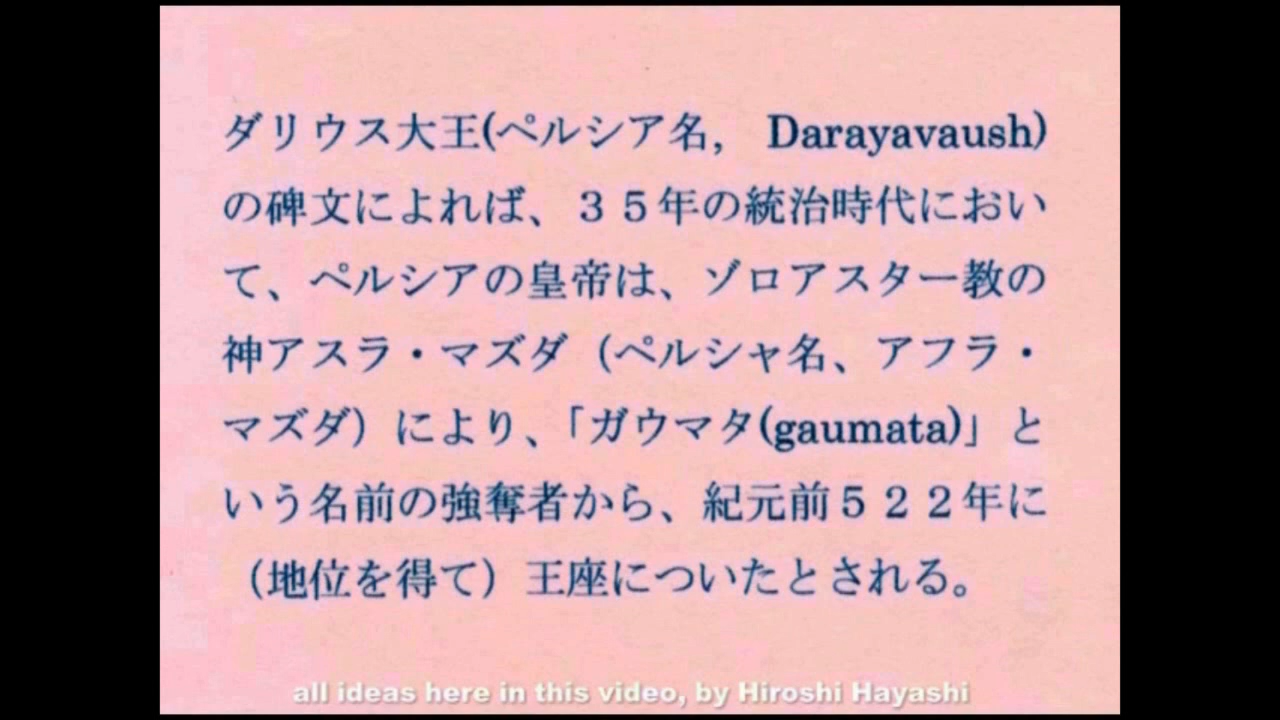 ダリウス大王(ペルシア名, Darayavaush)
の碑文によれば、３５年の統治時代におい
て、ペルシアの皇帝は、ゾロアスター教の
神アスラ・マズダ（ペルシャ名、アフラ・
マズダ）により、「ガウマタ(gaumata)」と
いう名前の強奪者から、紀元前５２２年に
（地位を得て）王座についたとされる。
all ideas here in this video, by Hiroshi Hayashi